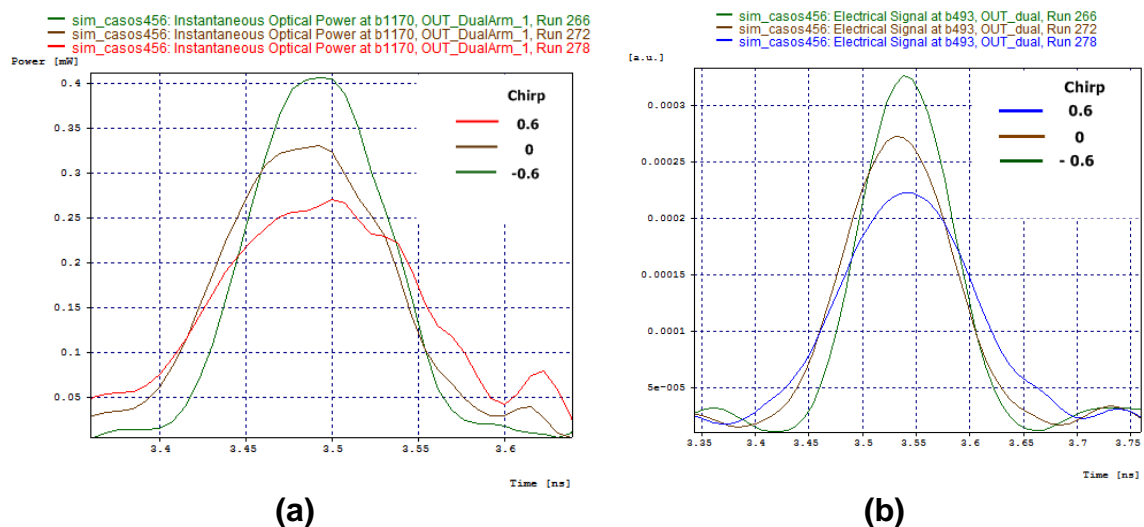 sim_casos456: Instantaneous Optical Power at b1170, OUT_DualArm_1, Run 266
sim_casos456: Instantaneous Optical Power at b1170, OUT_DualArm_1, Run 272
sim_casos456: Instantaneous Optical Power at b1170, OUT_DualArm_1, Run 278
Power [mW]
0.4
0.35
0.3
0.25
0.2
0.15
0.1
0.05
3.4
3.45
3.5
3.55
3.6
Time [ns]
Chirp
0.6
0
-0.6
(a)
sim_casos456: Electrical Signal at b493, OUT_dual, Run 266
sim_casos456: Electrical Signal at b493, OUT_dual, Run 272
sim_casos456: Electrical Signal at b493, OUT_dual, Run 278
[a.u.]
0.0003
0.00025
0.0002
0.00015
0.0001
5e-005
3.35
3.4
3.45
3.5
3.55
3.6
3.65
3.7
3.75
Time [ns]
Chirp
0.6
0
- 0.6
(b)